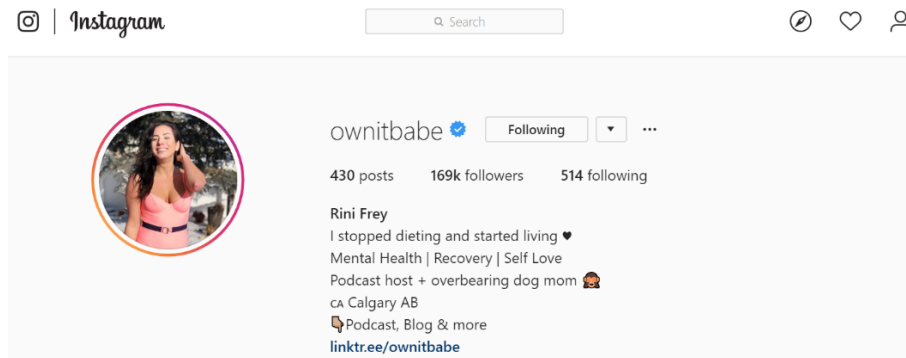 Instagram
Search
ownitbabe Following
430 posts 169k followers 514 following
Rini Frey
I stopped dieting and started living ♥
Mental Health | Recovery | Self Love
Podcast host + overbearing dog mom 🙊
CA Calgary AB
👇🏽Podcast, Blog & more
linktr.ee/ownitbabe